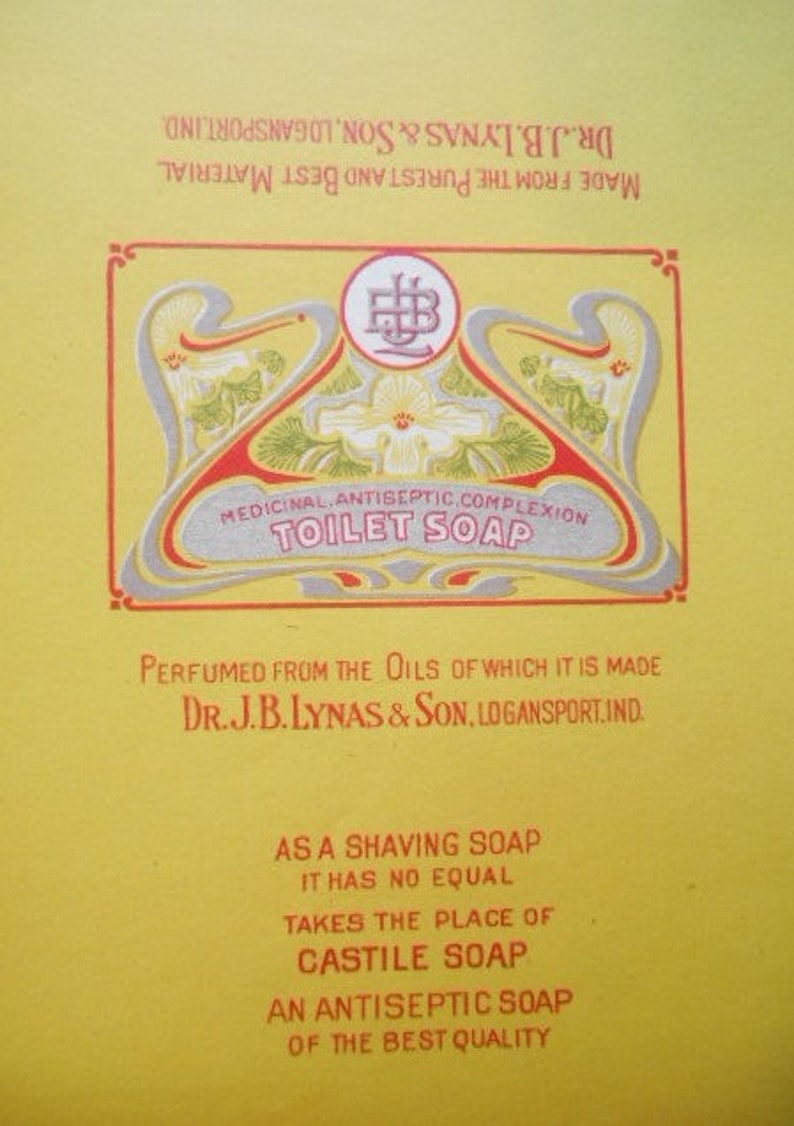 MADE FROM THE PUREST AND BEST MATERIAL
DR. J. B. LYNAS & SON, LOGANSPORT, IND.
MEDICINAL, ANTISEPTIC, COMPLEXION
TOILET SOAP
PERFUMED FROM THE OILS OF WHICH IT IS MADE
DR. J. B. LYNAS & SON, LOGANSPORT, IND.
AS A SHAVING SOAP
IT HAS NO EQUAL
TAKES THE PLACE OF
CASTILE SOAP
AN ANTISEPTIC SOAP
OF THE BEST QUALITY